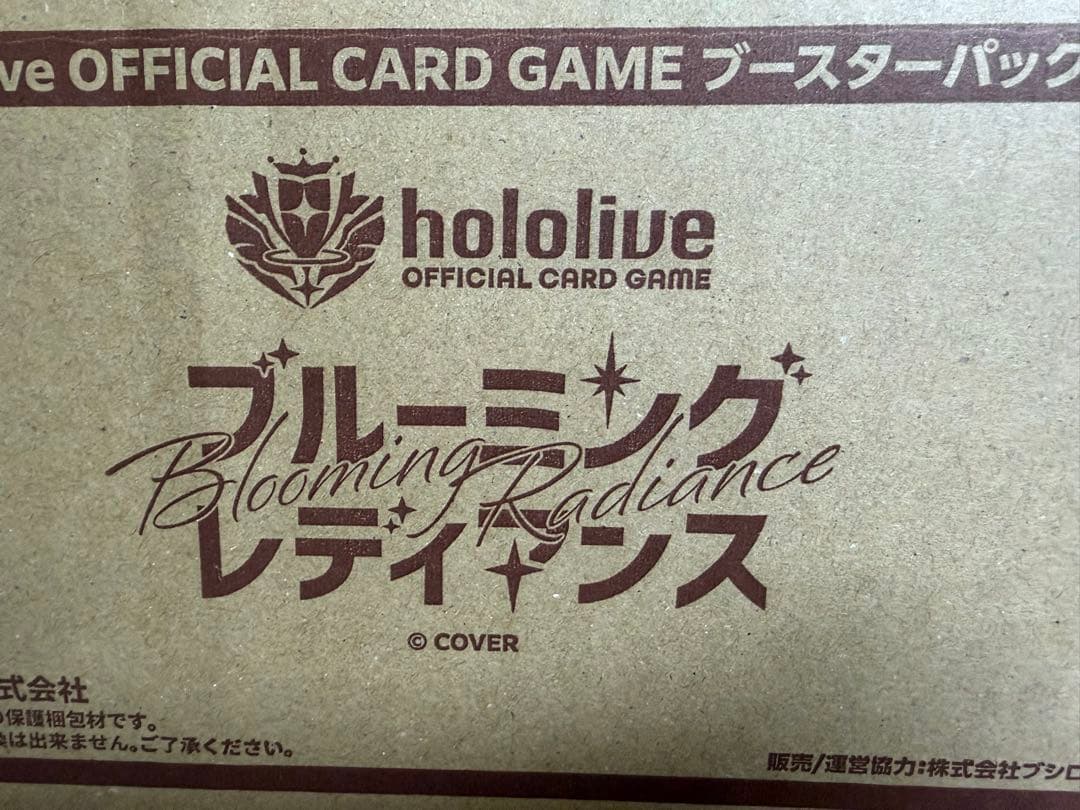 ve OFFICIAL CARD GAME ブースターパック
hololive
OFFICIAL CARD GAME
ブルーミング
Blooming Radiance
レディアンス
© COVER
式会社
保護梱包材です。
は出来ません。ご了承ください。
販売/運営協力:株式会社ブシロ